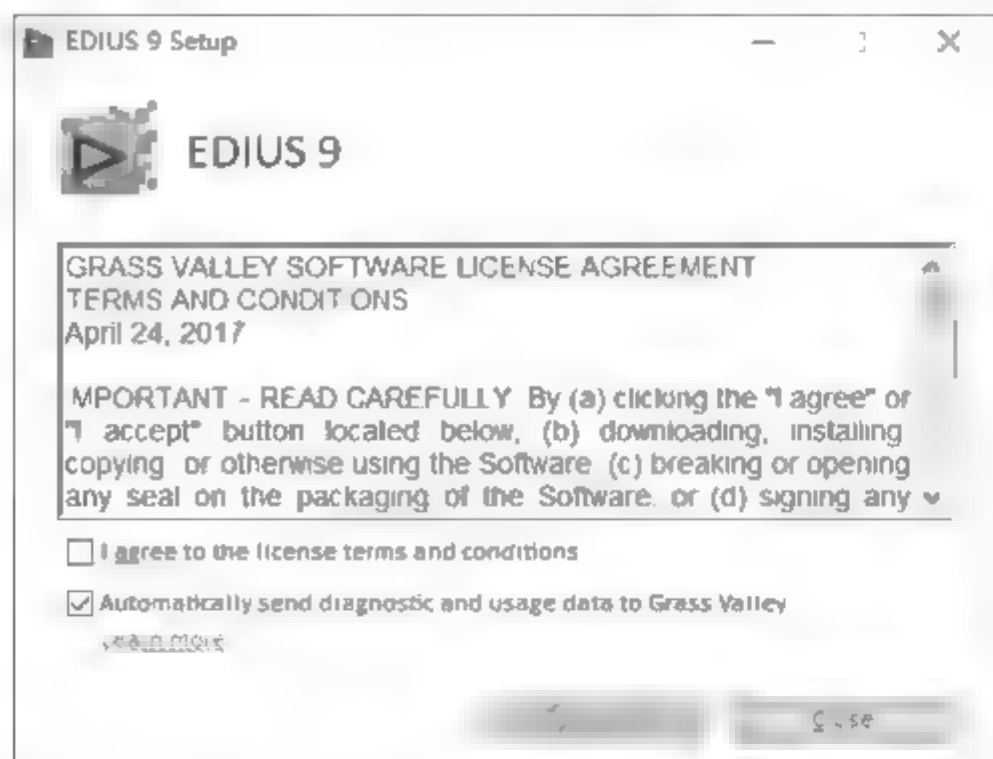 EDIUS 9 Setup
EDIUS 9
GRASS VALLEY SOFTWARE LICENSE AGREEMENT
TERMS AND CONDIT ONS
April 24, 2017
MPORTANT - READ CAREFULLY By (a) clicking the "I agree" or
"I accept" button located below, (b) downloading, installing
copying or otherwise using the Software (c) breaking or opening
any seal on the packaging of the Software. or (d) signing any
I agree to the license terms and conditions
Automatically send diagnostic and usage data to Grass Valley
Learn more